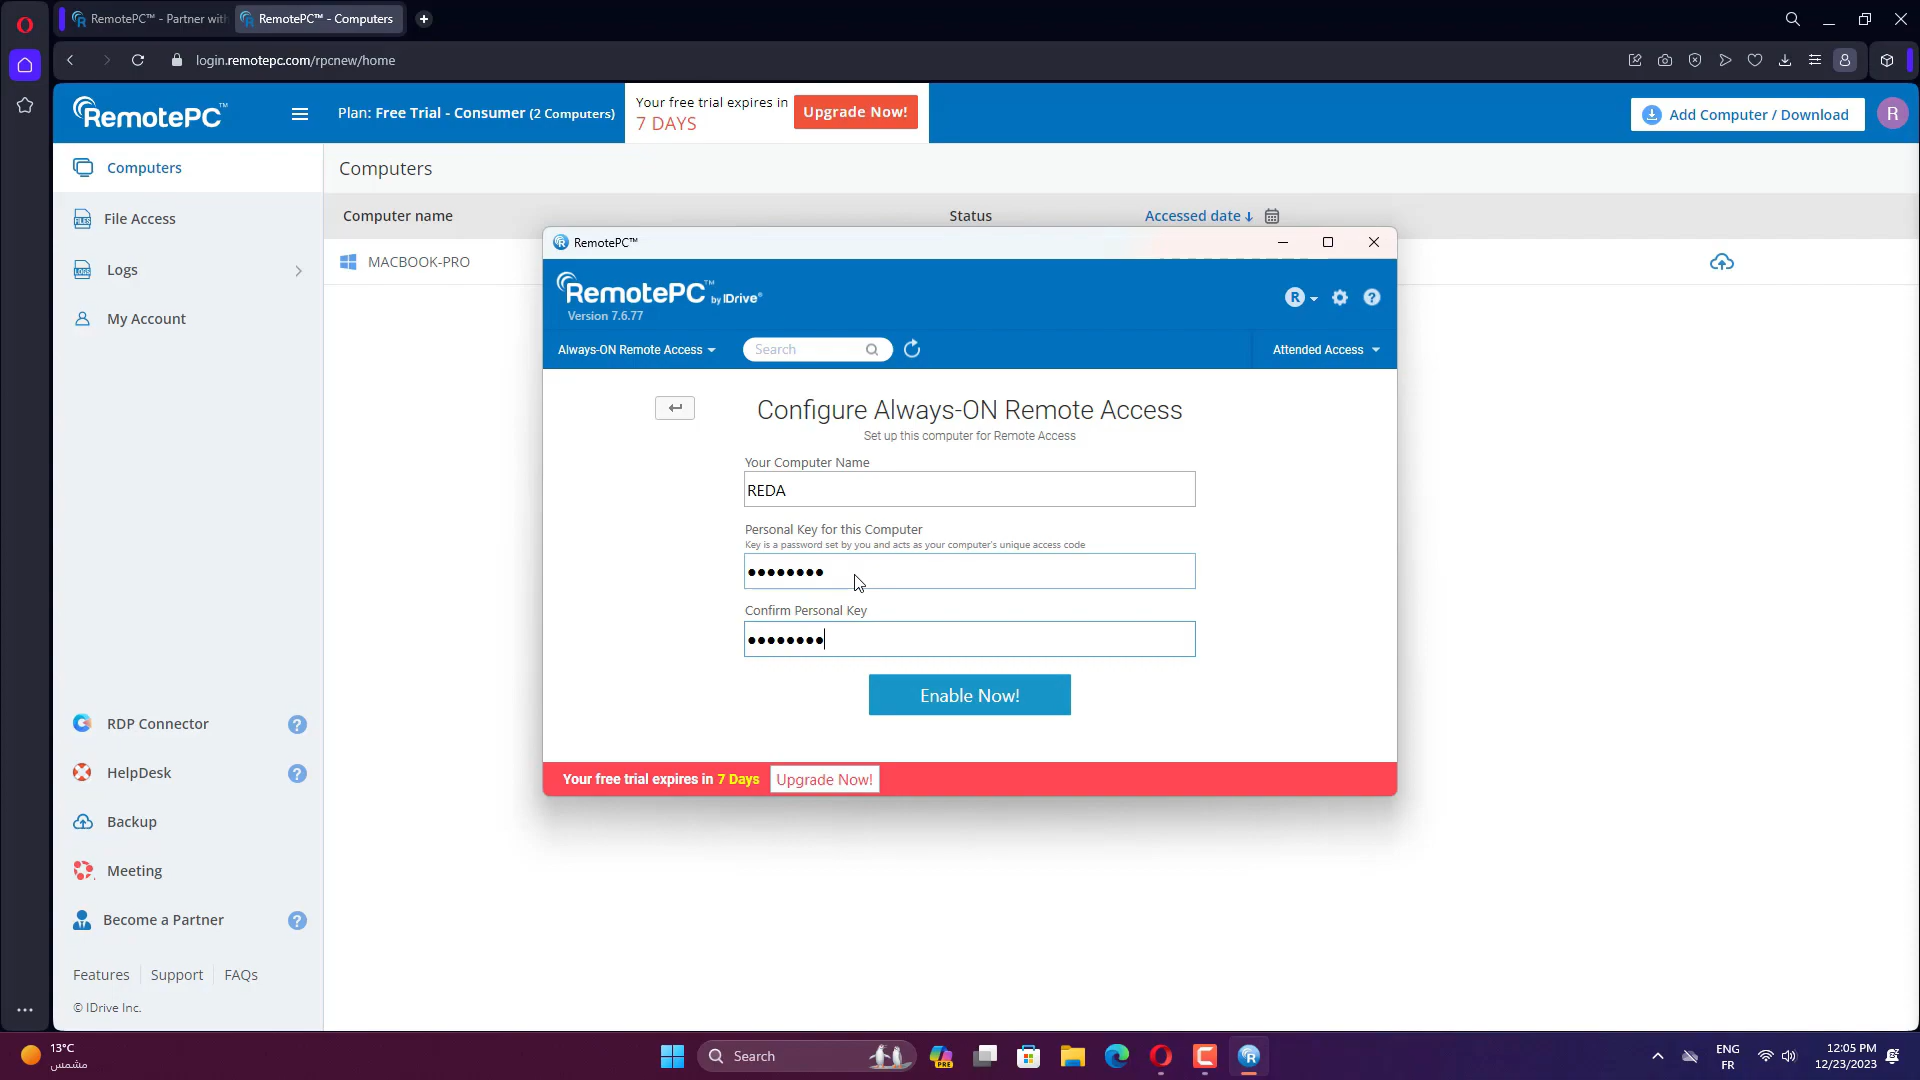 RemotePC™ - Partner with
RemotePC™ - Computers
login.remotepc.com/rpcnew/home
RemotePC™
Plan: Free Trial - Consumer (2 Computers)
Your free trial expires in
7 DAYS
Upgrade Now!
Add Computer / Download
R
Computers
File Access
Logs
My Account
Computers
Computer name
Status
Accessed date
MACBOOK-PRO
RemotePC™
RemotePC™ by IDrive®
Version 7.6.77
R
Always-ON Remote Access
Search
Attended Access
Configure Always-ON Remote Access
Set up this computer for Remote Access
Your Computer Name
REDA
Personal Key for this Computer
Key is a password set by you and acts as your computer's unique access code
Confirm Personal Key
Enable Now!
Your free trial expires in 7 Days
Upgrade Now!
RDP Connector
HelpDesk
Backup
Meeting
Become a Partner
Features
Support
FAQs
© IDrive Inc.
13°C
مشمس
Search
PRE
ENG
FR
12:05 PM
12/23/2023